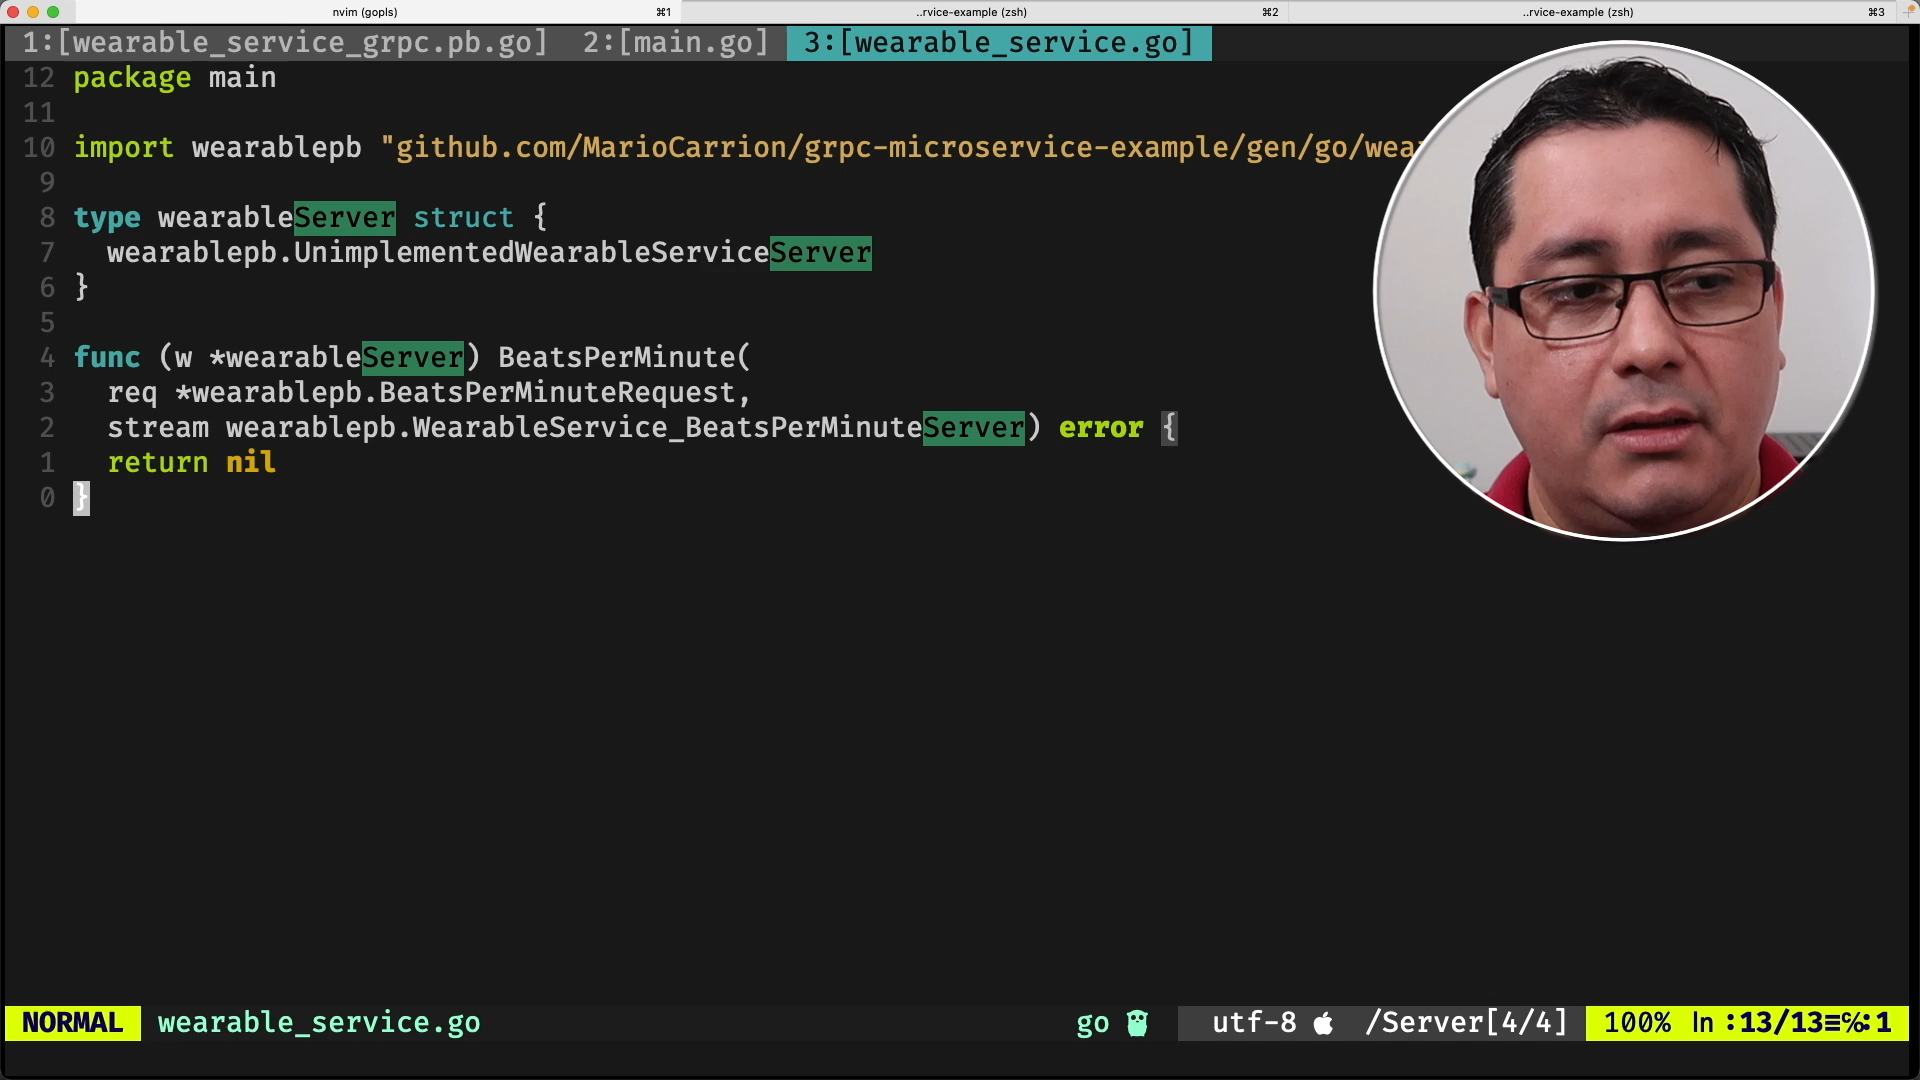 nvim (gopls) ⌘1 ..rvice-example (zsh) ⌘2 ..rvice-example (zsh) ⌘3
1:[wearable_service_grpc.pb.go] 2:[main.go] 3:[wearable_service.go]
12 package main
11
10 import wearablepb "github.com/MarioCarrion/grpc-microservice-example/gen/go/wea
9
8 type wearableServer struct {
7 wearablepb.UnimplementedWearableServiceServer
6 }
5
4 func (w *wearableServer) BeatsPerMinute(
3 req *wearablepb.BeatsPerMinuteRequest,
2 stream wearablepb.WearableService_BeatsPerMinuteServer) error {
1 return nil
0 }
NORMAL wearable_service.go go utf-8 /Server[4/4] 100% ln :13/13≡℅:1